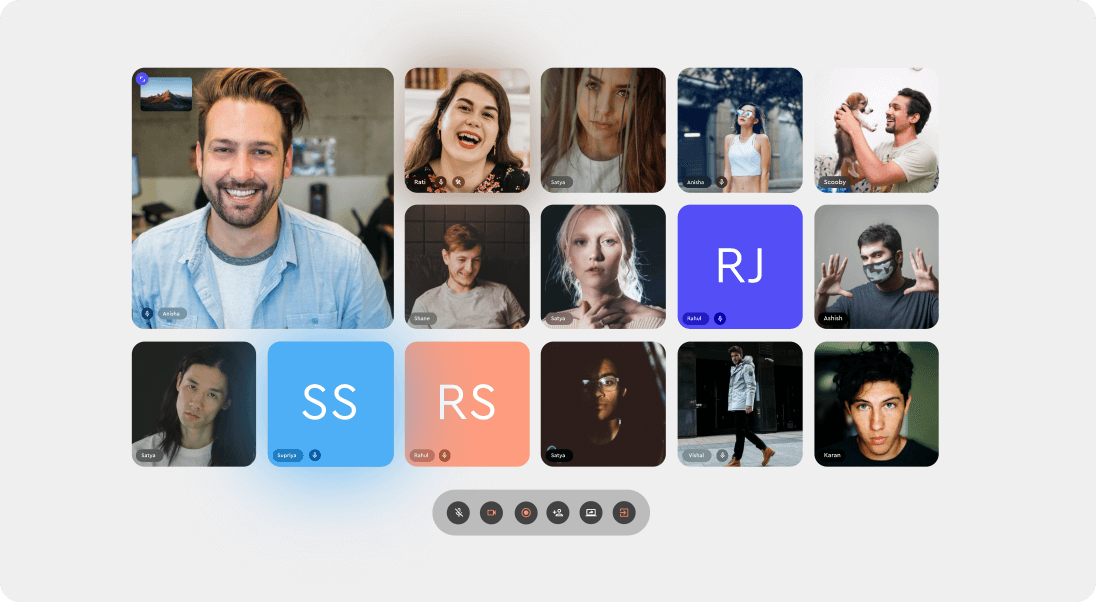 Anisha
Rati
Satya
Anisha
Scooby
Shane
Satya
RJ
Rahul
Ashish
Satya
SS
Supriya
RS
Rahul
Satya
Vishal
Karan